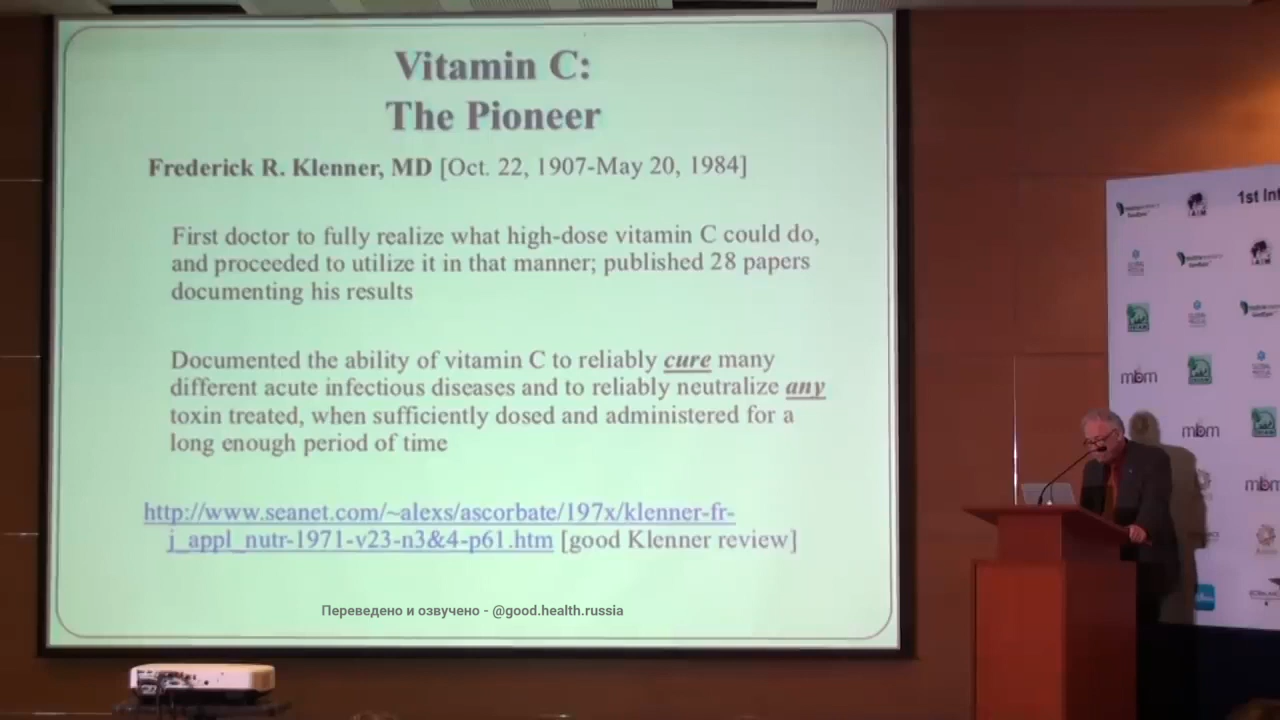 Vitamin C:
The Pioneer
Frederick R. Klenner, MD [Oct. 22, 1907-May 20, 1984]
First doctor to fully realize what high-dose vitamin C could do,
and proceeded to utilize it in that manner; published 28 papers
documenting his results
Documented the ability of vitamin C to reliably cure many
different acute infectious diseases and to reliably neutralize any
toxin treated, when sufficiently dosed and administered for a
long enough period of time
http://www.seanet.com/~alexs/ascorbate/197x/klenner-fr-
j_appl_nutr-1971-v23-n3&4-p61.htm [good Klenner review]
Переведено и озвучено - @good.health.russia
1st Int
mbm
mbm
mbm